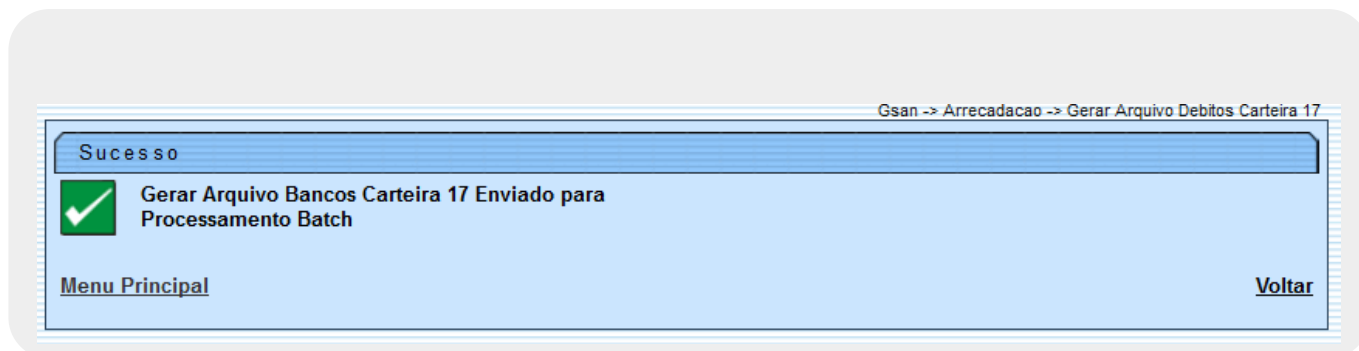 Gsan -> Arrecadacao -> Gerar Arquivo Debitos Carteira 17
Sucesso
Gerar Arquivo Bancos Carteira 17 Enviado para
Processamento Batch
Menu Principal
Voltar